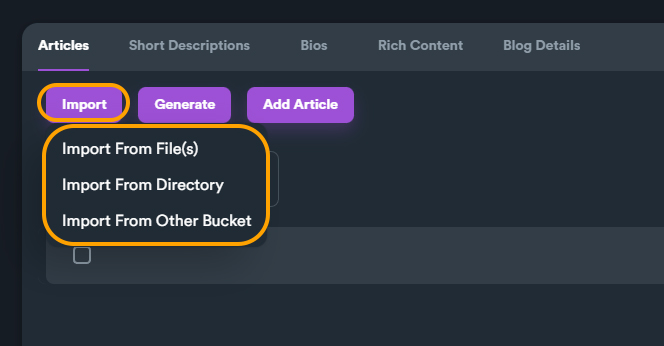 Articles Short Descriptions Bios Rich Content Blog Details
Import Generate Add Article
Import From File(s)
Import From Directory
Import From Other Bucket